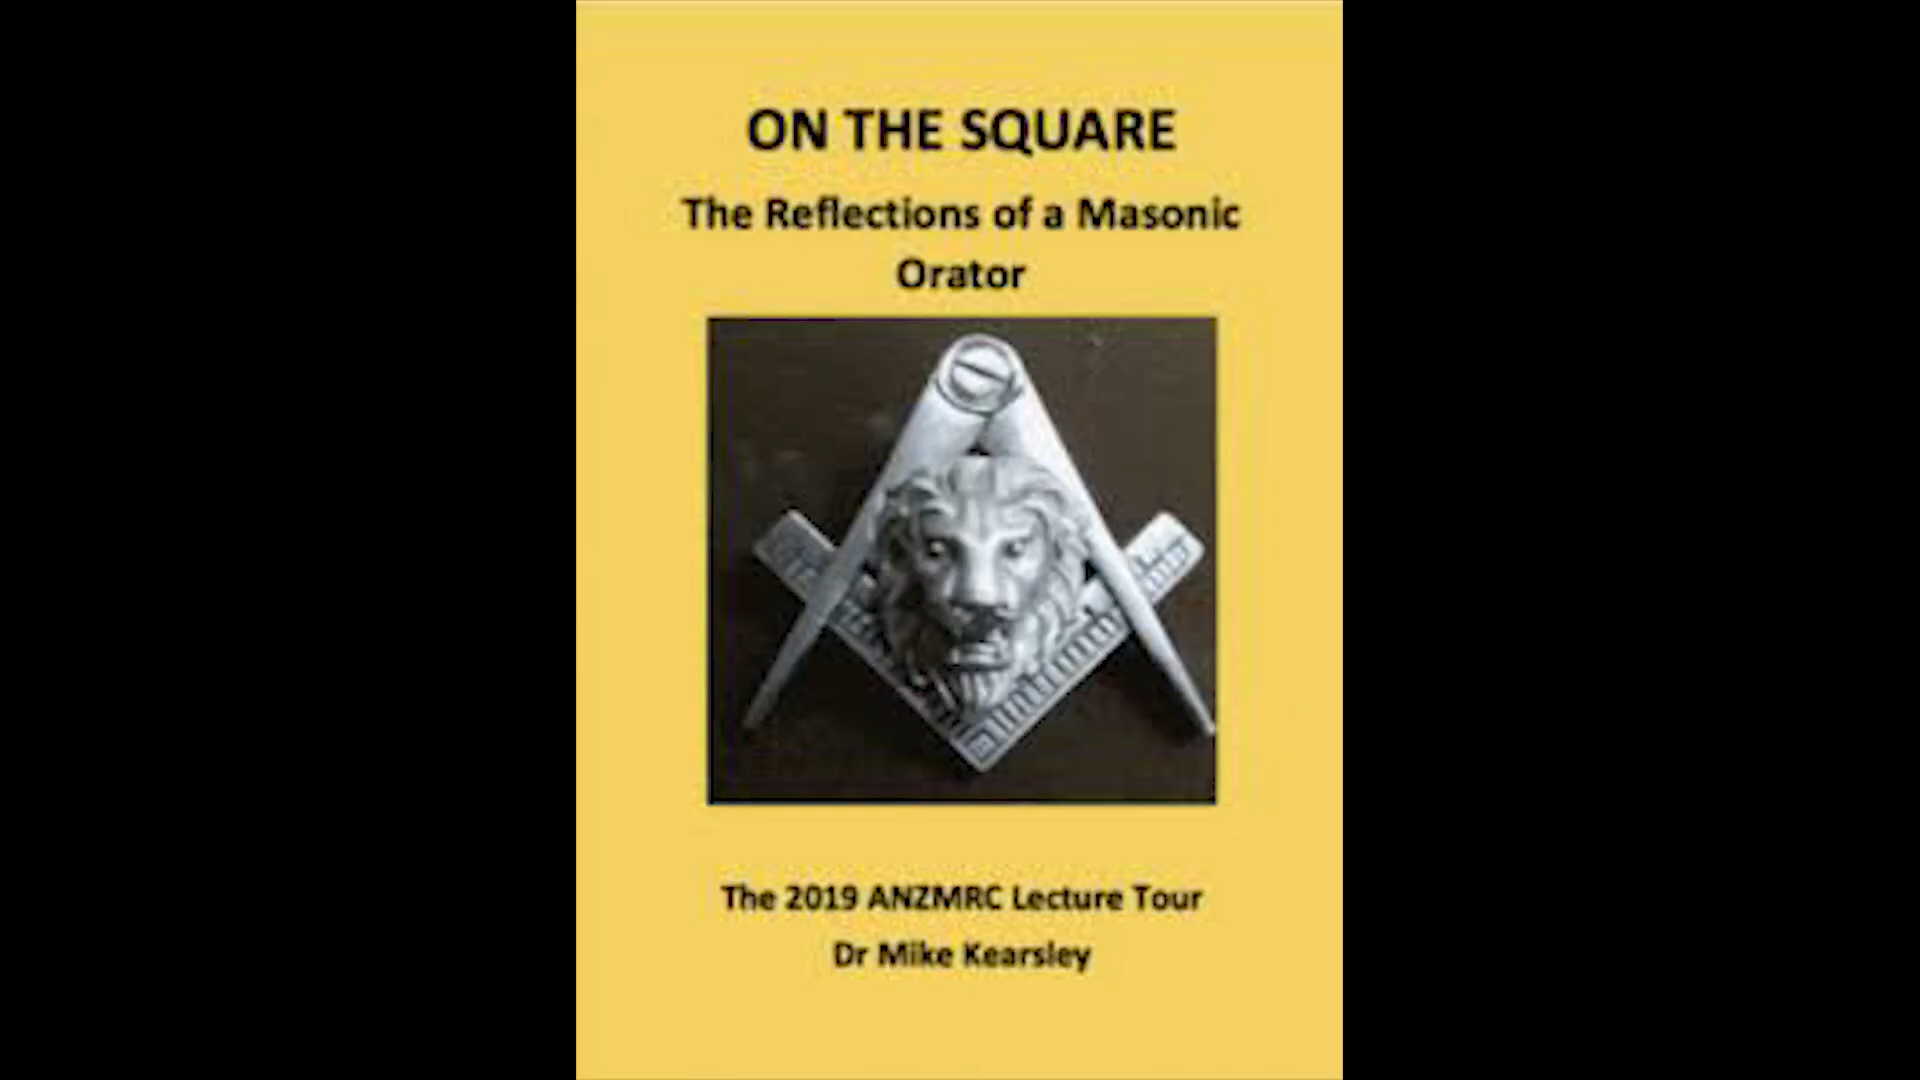 ON THE SQUARE
The Reflections of a Masonic
Orator
The 2019 ANZMRC Lecture Tour
Dr Mike Kearsley